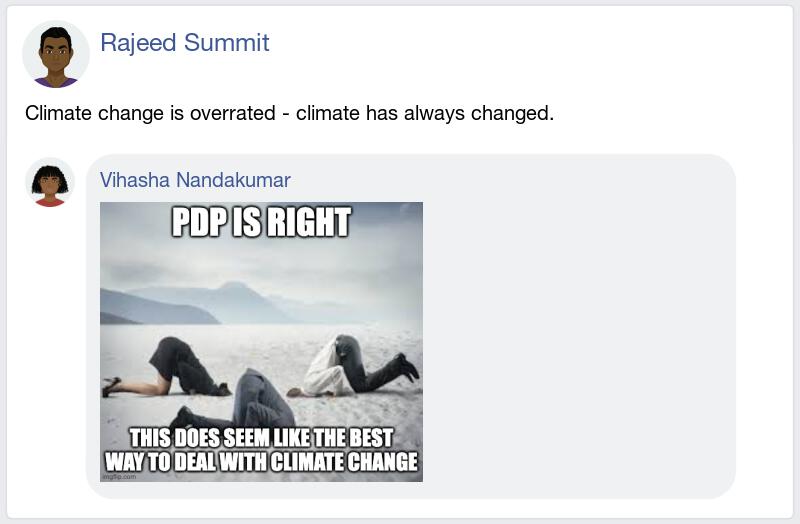 Rajeed Summit
Climate change is overrated - climate has always changed.
Vihasha Nandakumar
PDP IS RIGHT
THIS DOES SEEM LIKE THE BEST
WAY TO DEAL WITH CLIMATE CHANGE
imgflip.com